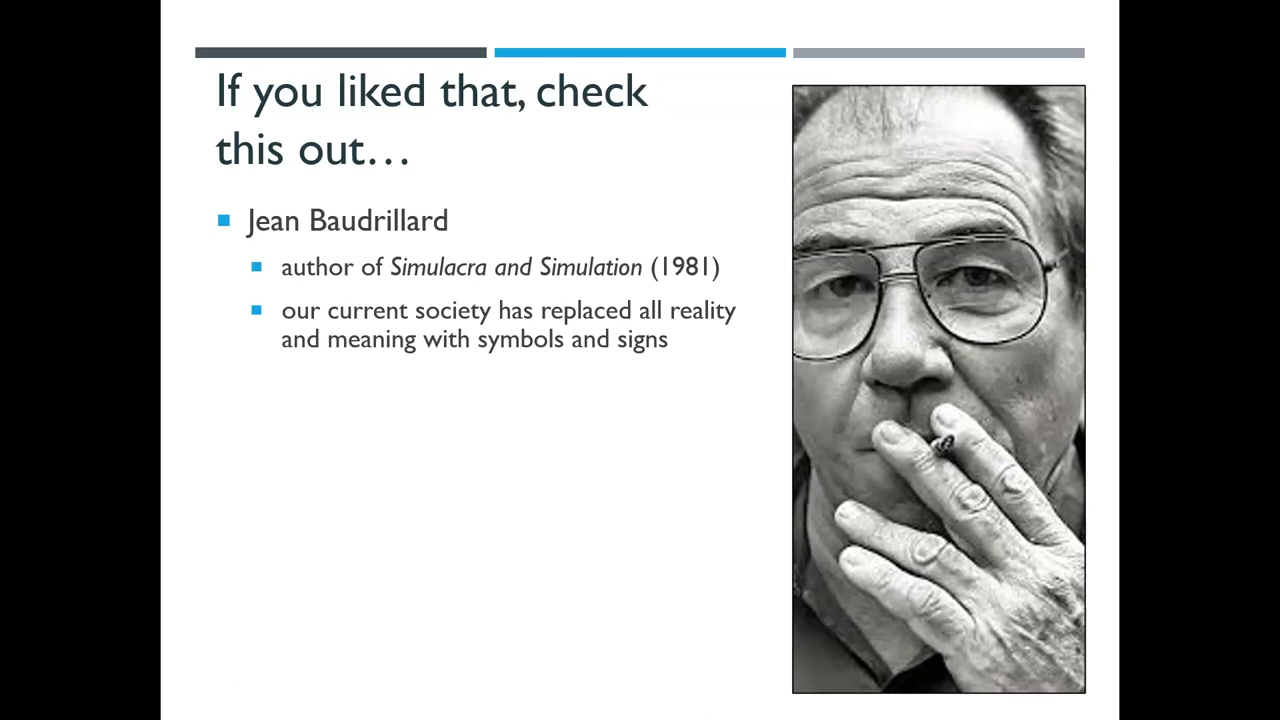 If you liked that, check
this out…
Jean Baudrillard
author of Simulacra and Simulation (1981)
our current society has replaced all reality
and meaning with symbols and signs